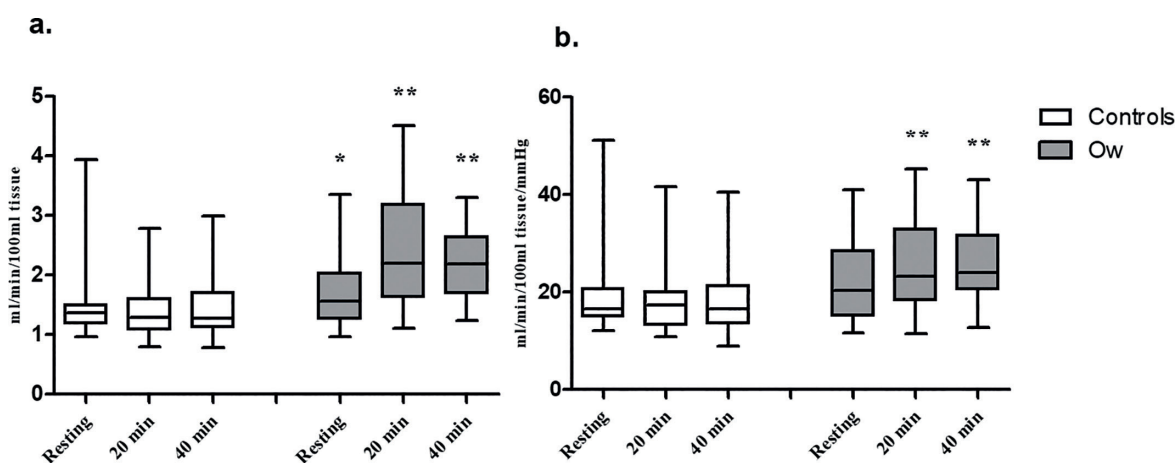 a.
ml/min/100ml tissue
5
4
3
2
1
0
* ** **
Resting 20 min 40 min Resting 20 min 40 min
b.
ml/min/100ml tissue/mmHg
60
40
20
0
** **
Resting 20 min 40 min Resting 20 min 40 min
Controls
Ow